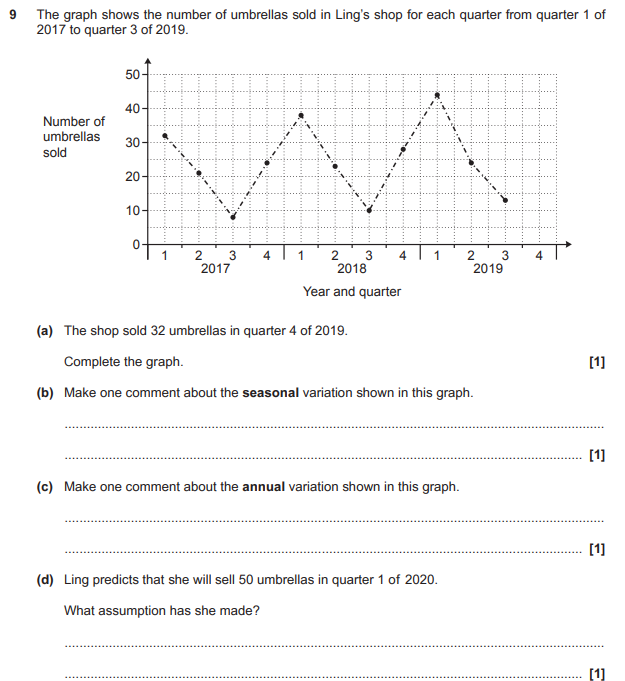 9 The graph shows the number of umbrellas sold in Ling's shop for each quarter from quarter 1 of
2017 to quarter 3 of 2019.
50
40
Number of
umbrellas
sold
30
20
10
0
1 2 3 4 1 2 3 4 1 2 3 4
2017 2018 2019
Year and quarter
(a) The shop sold 32 umbrellas in quarter 4 of 2019.
Complete the graph. [1]
(b) Make one comment about the seasonal variation shown in this graph.
[1]
(c) Make one comment about the annual variation shown in this graph.
[1]
(d) Ling predicts that she will sell 50 umbrellas in quarter 1 of 2020.
What assumption has she made?
[1]